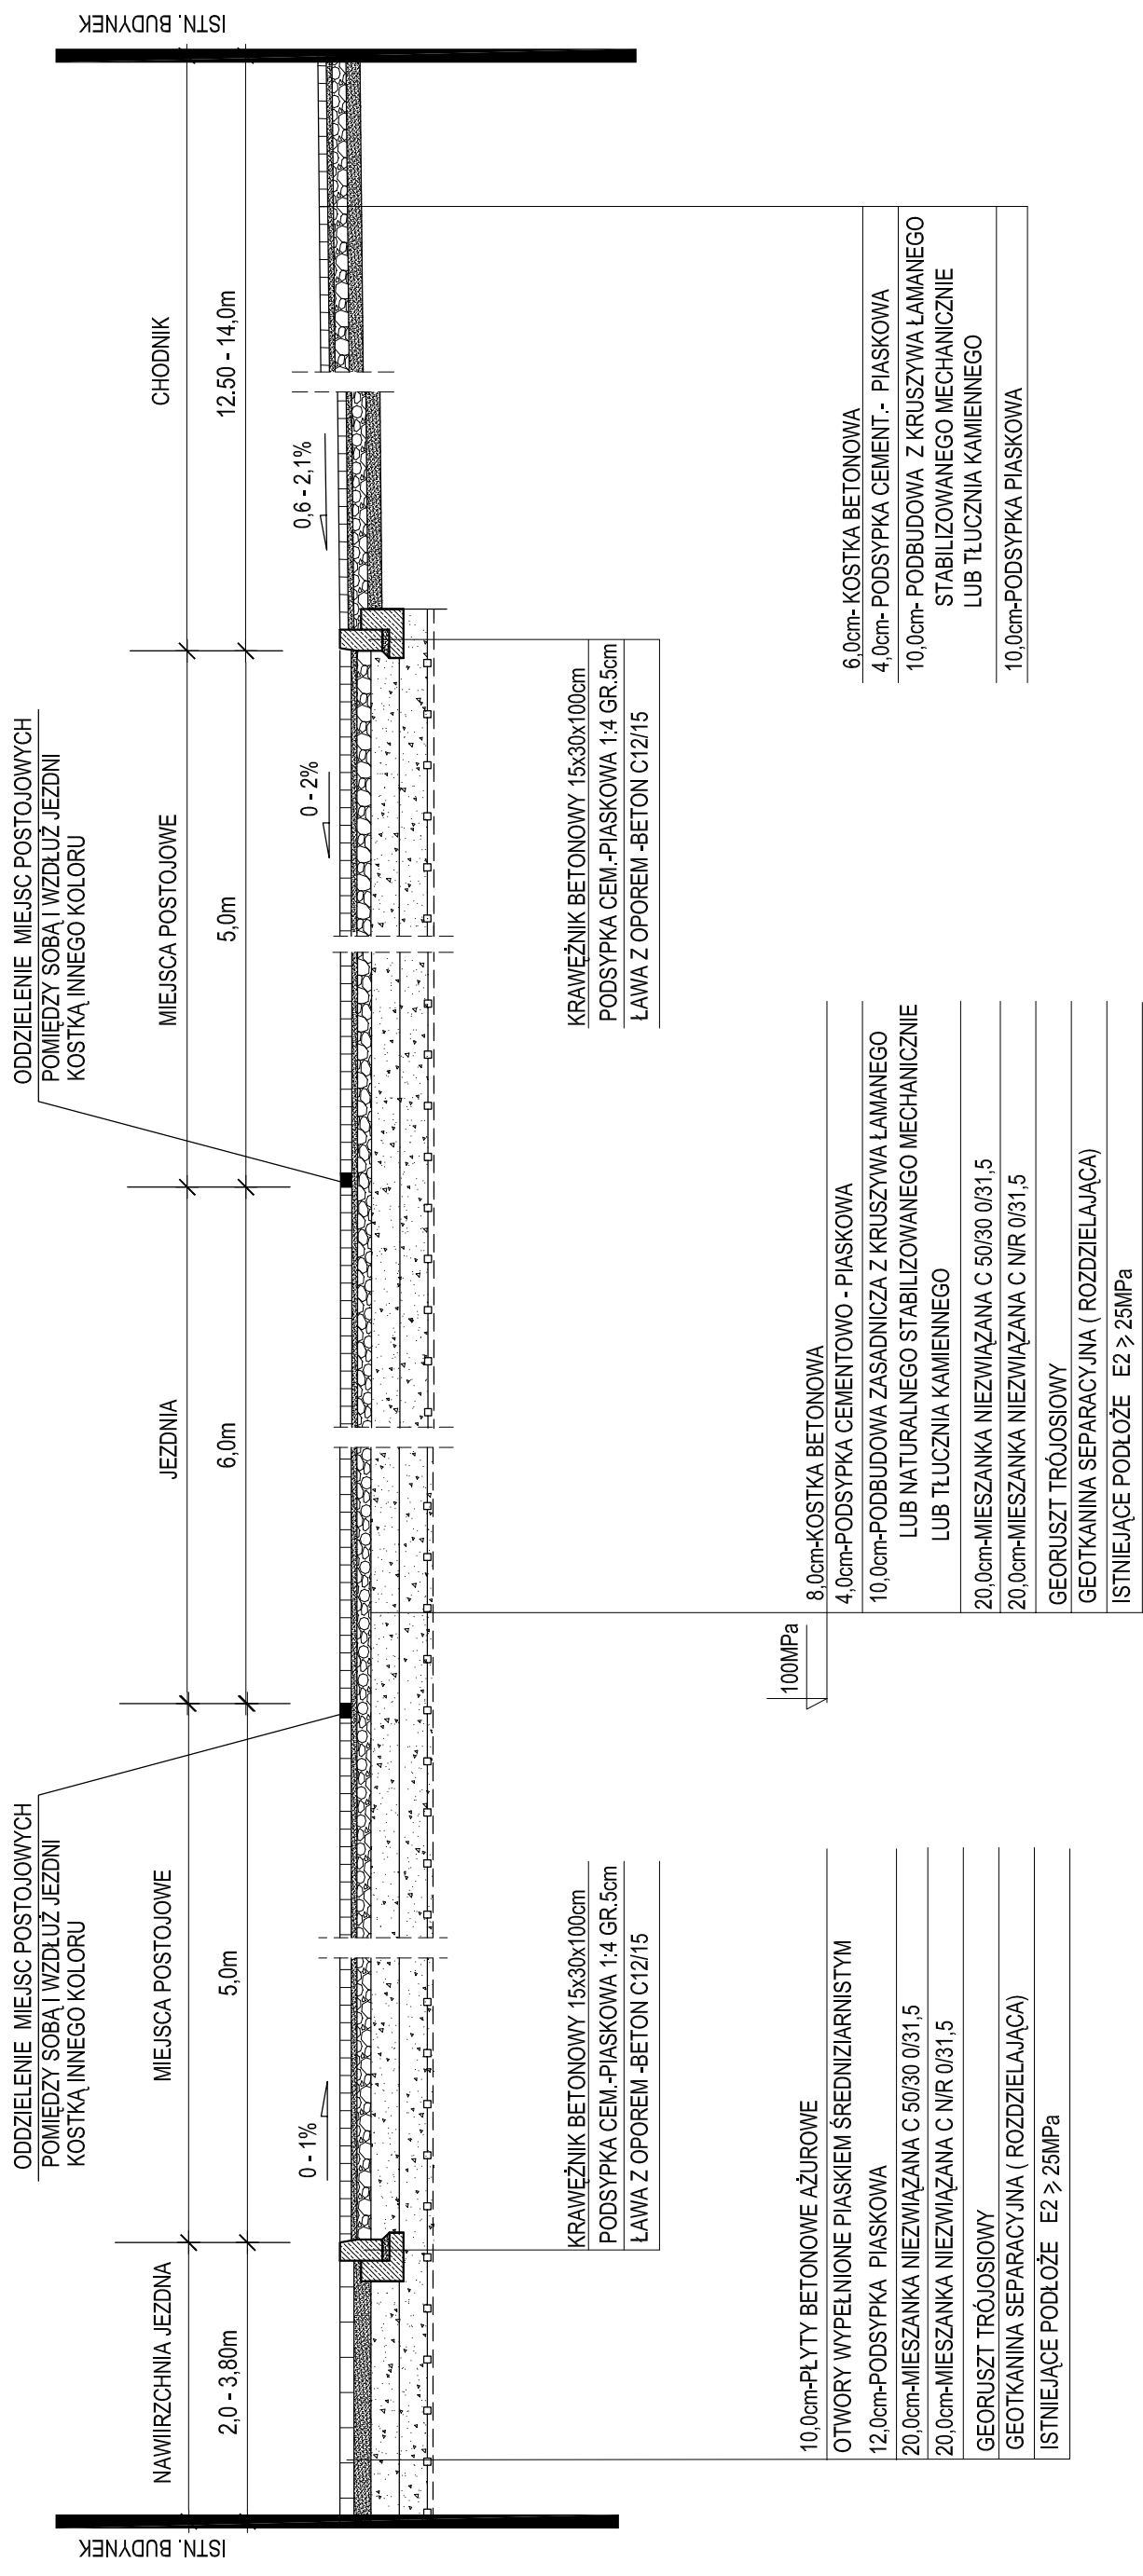 ISTN. BUDYNEK
ISTN. BUDYNEK
ODDZIELENIE MIEJSC POSTOJOWYCH
POMIĘDZY SOBĄ I WZDŁUŻ JEZDNI
KOSTKĄ INNEGO KOLORU
ODDZIELENIE MIEJSC POSTOJOWYCH
POMIĘDZY SOBĄ I WZDŁUŻ JEZDNI
KOSTKĄ INNEGO KOLORU
NAWIIRZCHNIA JEZDNA
MIEJSCA POSTOJOWE
JEZDNIA
MIEJSCA POSTOJOWE
CHODNIK
2,0 - 3,80m
5,0m
6,0m
5,0m
12.50 - 14,0m
0 - 1%
0 - 2%
0,6 - 2,1%
KRAWĘŻNIK BETONOWY 15x30x100cm
PODSYPKA CEM.-PIASKOWA 1:4 GR.5cm
ŁAWA Z OPOREM -BETON C12/15
KRAWĘŻNIK BETONOWY 15x30x100cm
PODSYPKA CEM.-PIASKOWA 1:4 GR.5cm
ŁAWA Z OPOREM -BETON C12/15
10,0cm-PŁYTY BETONOWE AŻUROWE
OTWORY WYPEŁNIONE PIASKIEM ŚREDNIZIARNISTYM
12,0cm-PODSYPKA PIASKOWA
20,0cm-MIESZANKA NIEZWIĄZANA C 50/30 0/31,5
20,0cm-MIESZANKA NIEZWIĄZANA C N/R 0/31,5
GEORUSZT TRÓJOSIOWY
GEOTKANINA SEPARACYJNA ( ROZDZIELAJĄCA)
ISTNIEJĄCE PODŁOŻE E2 > 25MPa
100MPa
8,0cm-KOSTKA BETONOWA
4,0cm-PODSYPKA CEMENTOWO - PIASKOWA
10,0cm-PODBUDOWA ZASADNICZA Z KRUSZYWA ŁAMANEGO
LUB NATURALNEGO STABILIZOWANEGO MECHANICZNIE
LUB TŁUCZNIA KAMIENNEGO
20,0cm-MIESZANKA NIEZWIĄZANA C 50/30 0/31,5
20,0cm-MIESZANKA NIEZWIĄZANA C N/R 0/31,5
GEORUSZT TRÓJOSIOWY
GEOTKANINA SEPARACYJNA ( ROZDZIELAJĄCA)
ISTNIEJĄCE PODŁOŻE E2 > 25MPa
6,0cm- KOSTKA BETONOWA
4,0cm- PODSYPKA CEMENT.- PIASKOWA
10,0cm- PODBUDOWA Z KRUSZYWA ŁAMANEGO
STABILIZOWANEGO MECHANICZNIE
LUB TŁUCZNIA KAMIENNEGO
10,0cm-PODSYPKA PIASKOWA